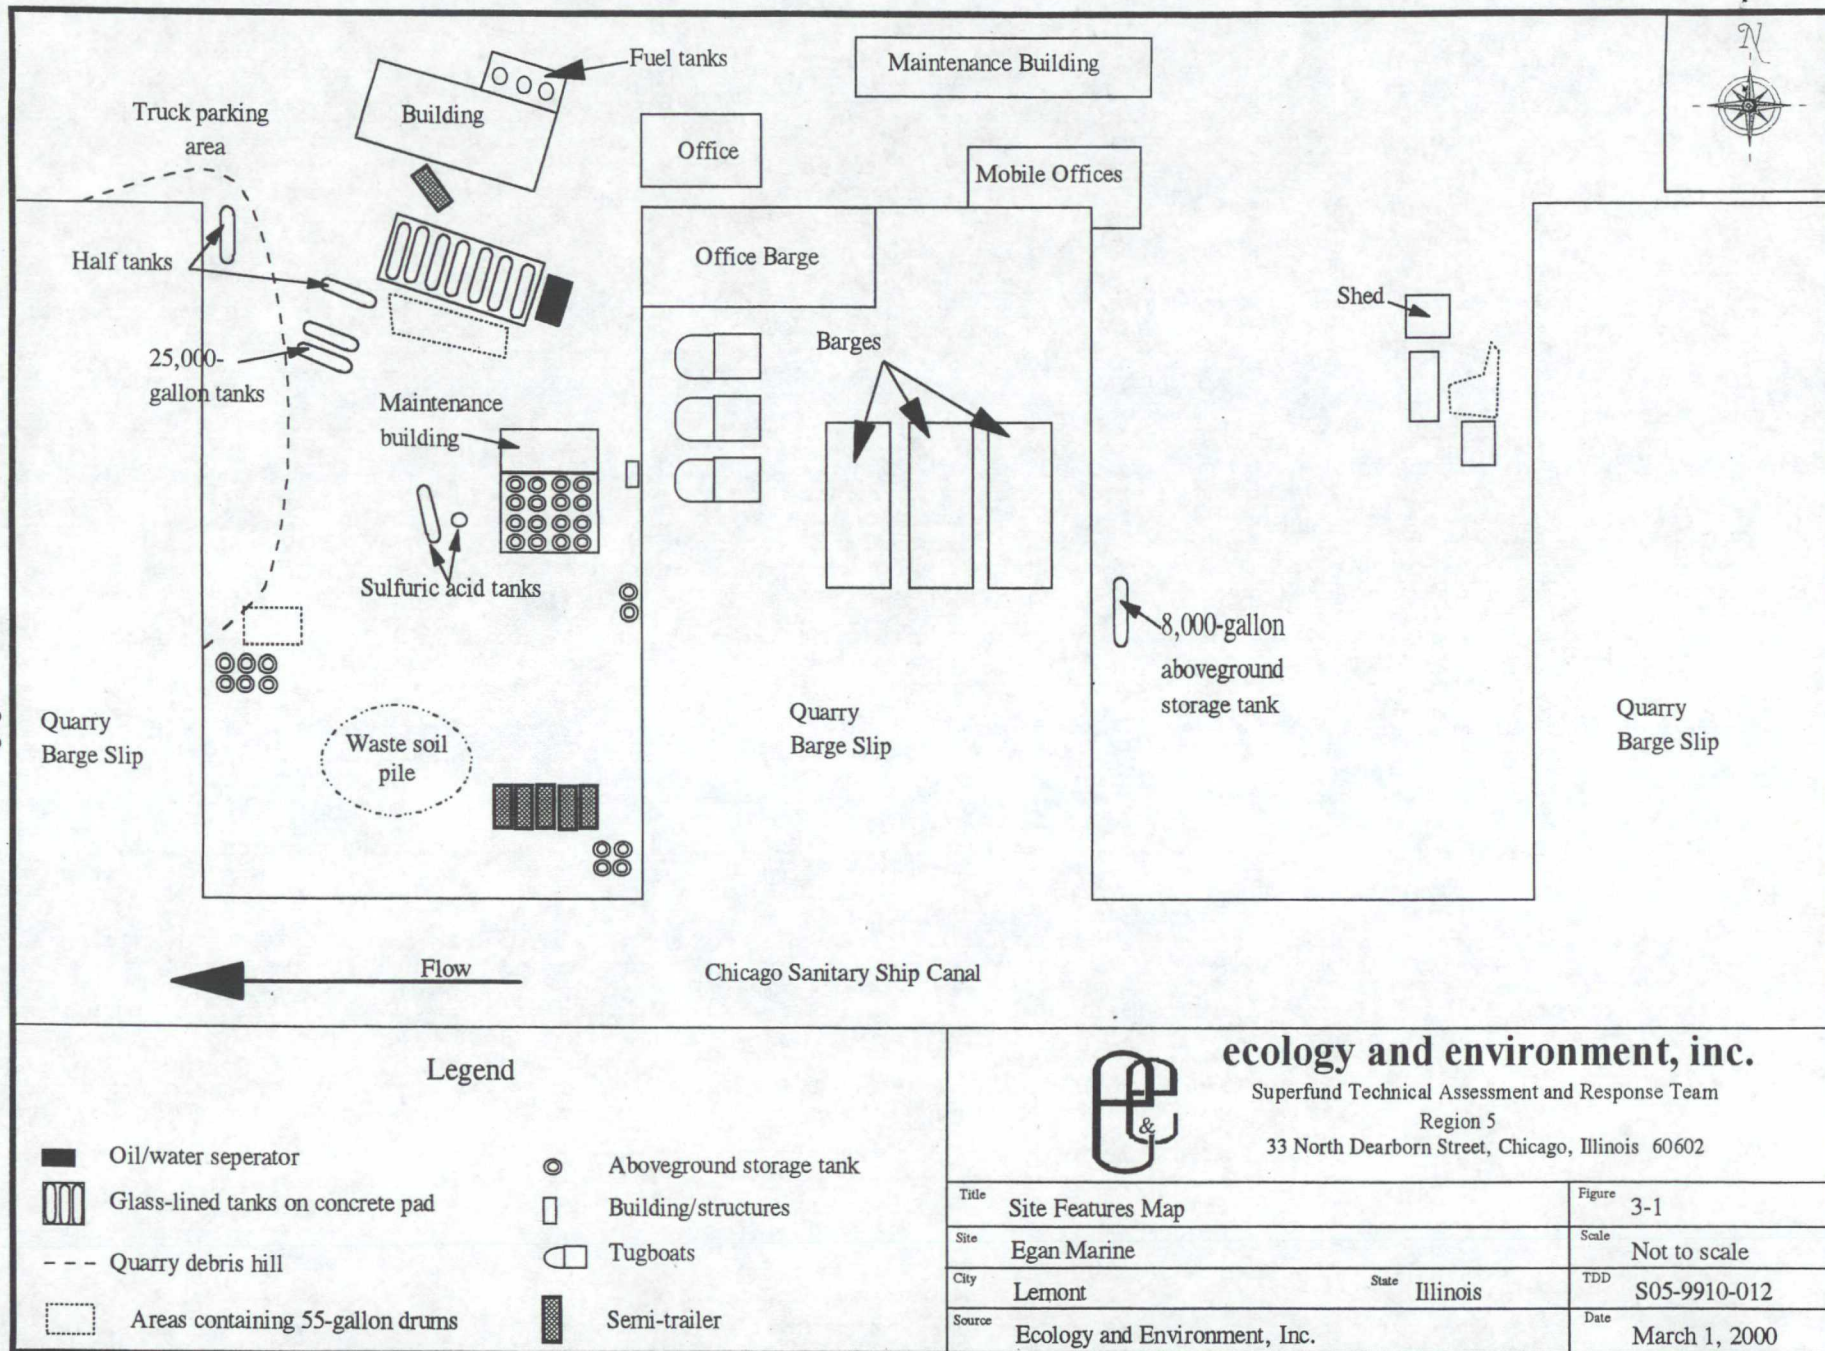 N
Fuel tanks
Maintenance Building
Building
Truck parking
area
Office
Mobile Offices
Half tanks
Office Barge
Shed
25,000-
gallon tanks
Barges
Maintenance
building
Sulfuric acid tanks
8,000-gallon
aboveground
storage tank
Quarry
Barge Slip
Waste soil
pile
Quarry
Barge Slip
Quarry
Barge Slip
Flow
Chicago Sanitary Ship Canal
Legend
Oil/water seperator
Glass-lined tanks on concrete pad
Quarry debris hill
Areas containing 55-gallon drums
Aboveground storage tank
Building/structures
Tugboats
Semi-trailer
e & e
ecology and environment, inc.
Superfund Technical Assessment and Response Team
Region 5
33 North Dearborn Street, Chicago, Illinois 60602
Title Site Features Map
Figure 3-1
Site Egan Marine
Scale Not to scale
City Lemont State Illinois
TDD S05-9910-012
Source Ecology and Environment, Inc.
Date March 1, 2000